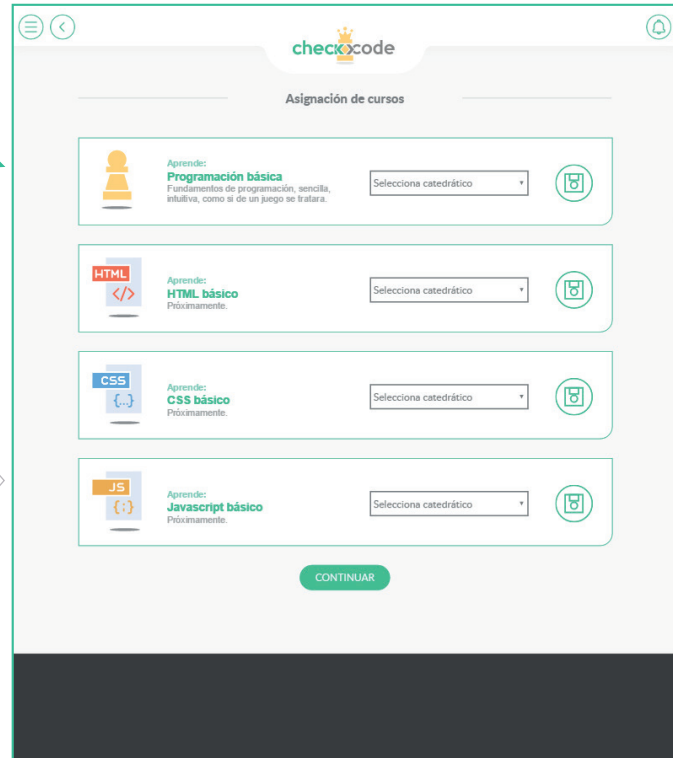 checkcode
Asignación de cursos
Aprende:
Programación básica
Fundamentos de programación, sencilla,
intuitiva, como si de un juego se tratara.
Selecciona catedrático
HTML
</>
Aprende:
HTML básico
Próximamente.
Selecciona catedrático
CSS
{...}
Aprende:
CSS básico
Próximamente.
Selecciona catedrático
JS
{;}
Aprende:
Javascript básico
Próximamente.
Selecciona catedrático
CONTINUAR